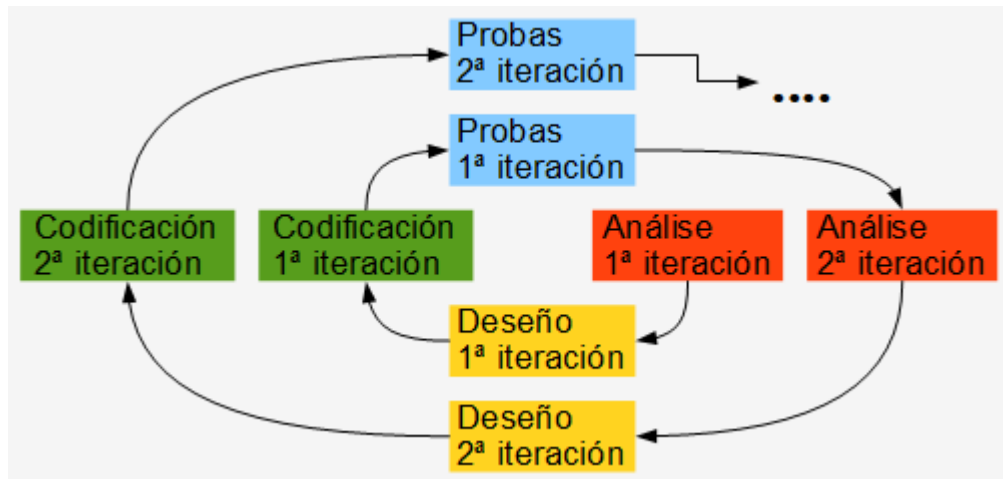 Probas
2ª iteración
....
Probas
1ª iteración
Codificación
2ª iteración
Codificación
1ª iteración
Análise
1ª iteración
Análise
2ª iteración
Deseño
1ª iteración
Deseño
2ª iteración